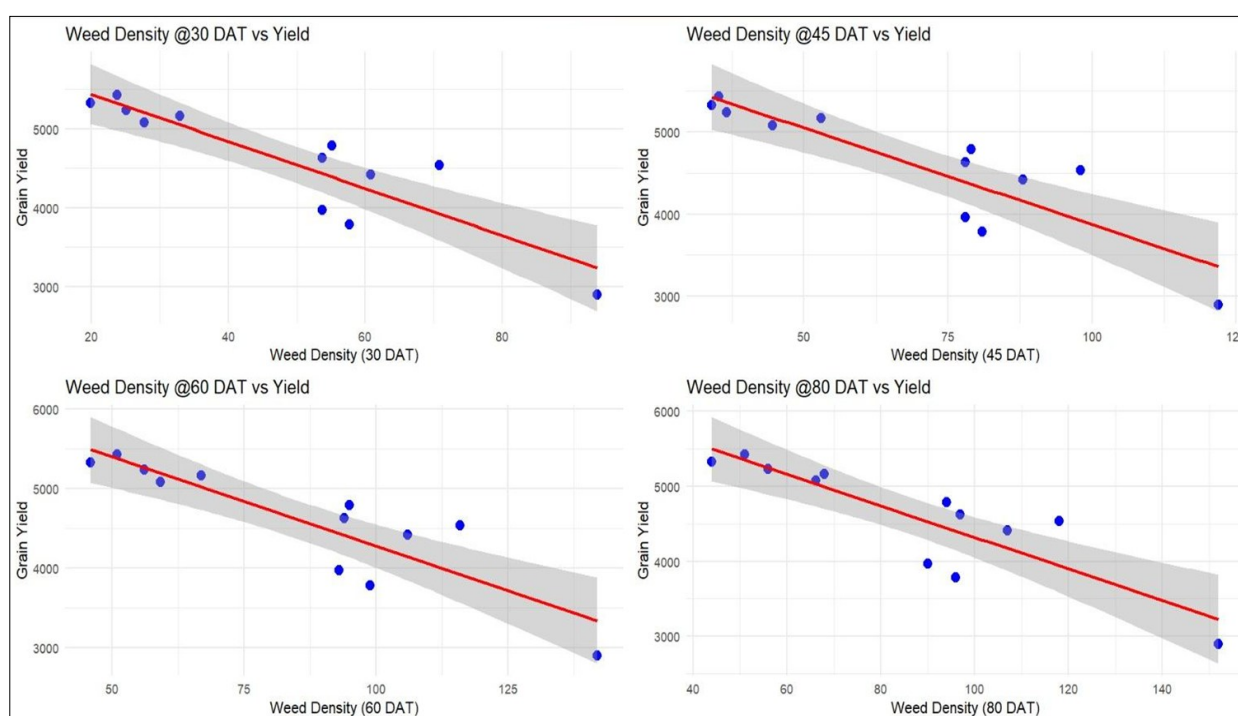 Weed Density @30 DAT vs Yield
Grain Yield
5000
4000
3000
20 40 60 80
Weed Density (30 DAT)
Weed Density @45 DAT vs Yield
Grain Yield
5000
4000
3000
50 75 100 125
Weed Density (45 DAT)
Weed Density @60 DAT vs Yield
Grain Yield
6000
5000
4000
3000
50 75 100 125
Weed Density (60 DAT)
Weed Density @80 DAT vs Yield
Grain Yield
6000
5000
4000
3000
40 60 80 100 120 140
Weed Density (80 DAT)